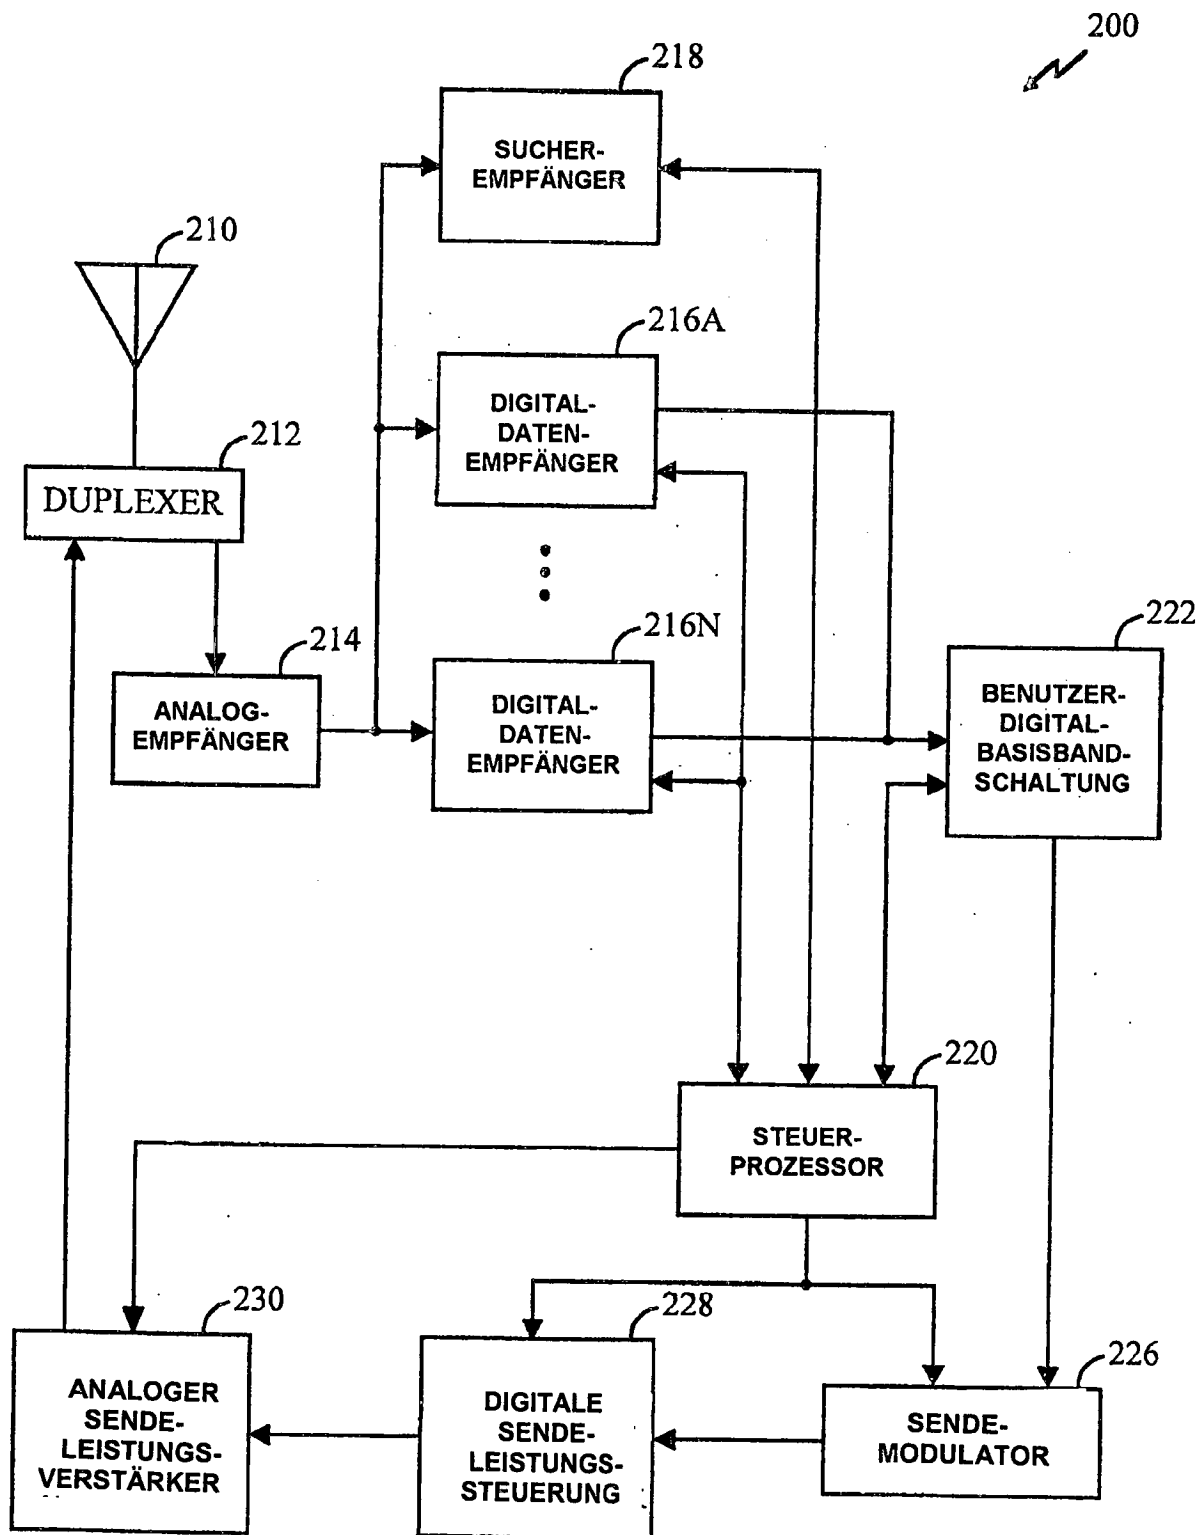 200
218
SUCHER-
EMPFÄNGER
210
216A
DIGITAL-
DATEN-
EMPFÄNGER
212
DUPLEXER
216N
DIGITAL-
DATEN-
EMPFÄNGER
214
ANALOG-
EMPFÄNGER
222
BENUTZER-
DIGITAL-
BASISBAND-
SCHALTUNG
220
STEUER-
PROZESSOR
230
ANALOGER
SENDE-
LEISTUNGS-
VERSTÄRKER
228
DIGITALE
SENDE-
LEISTUNGS-
STEUERUNG
226
SENDE-
MODULATOR